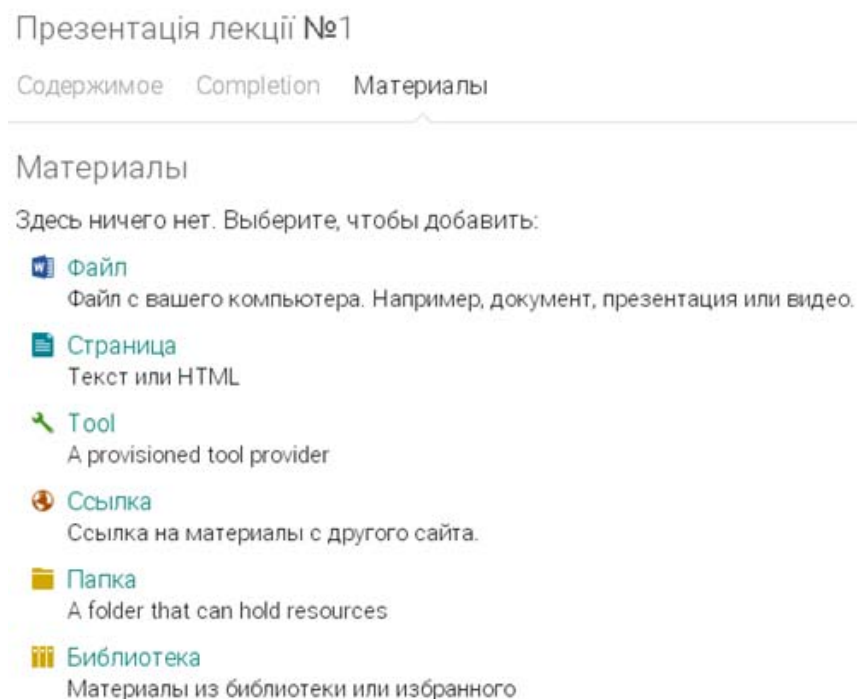 Презентація лекції №1
Содержимое Completion Материалы
Материалы
Здесь ничего нет. Выберите, чтобы добавить:
Файл
Файл с вашего компьютера. Например, документ, презентация или видео.
Страница
Текст или HTML
Tool
A provisioned tool provider
Ссылка
Ссылка на материалы с другого сайта.
Папка
A folder that can hold resources
Библиотека
Материалы из библиотеки или избранного